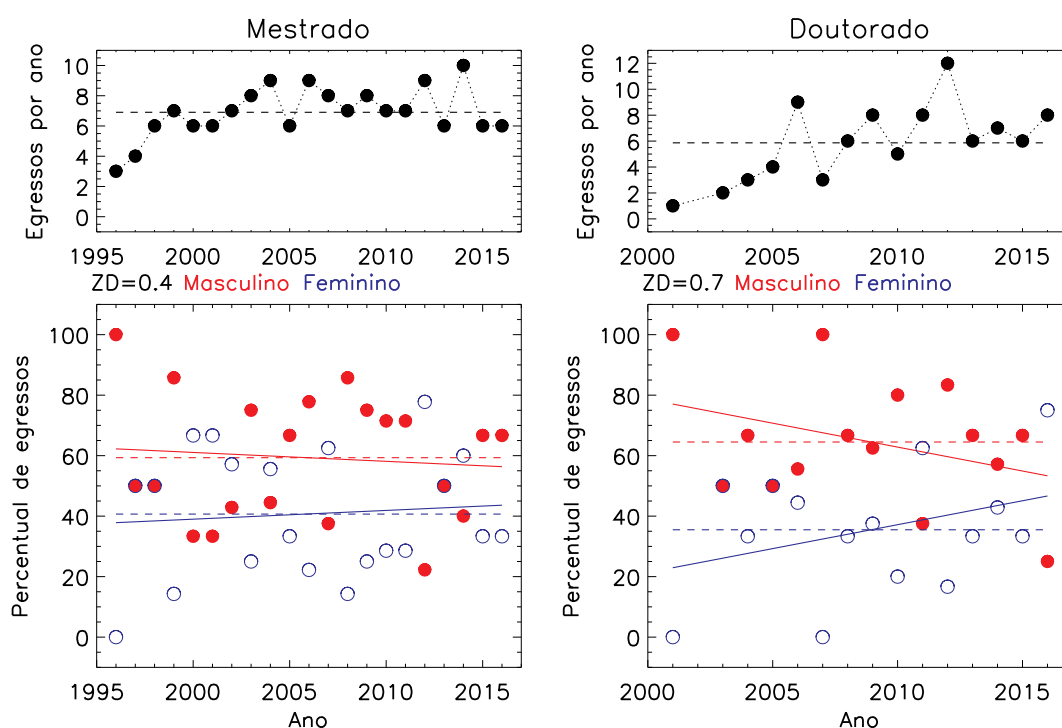 Mestrado
Egressos por ano
10
8
6
4
2
0
1995 2000 2005 2010 2015
Doutorado
Egressos por ano
12
10
8
6
4
2
0
2000 2005 2010 2015
ZD=0.4 Masculino Feminino
Percentual de egressos
100
80
60
40
20
0
1995 2000 2005 2010 2015
Ano
ZD=0.7 Masculino Feminino
Percentual de egressos
100
80
60
40
20
0
2000 2005 2010 2015
Ano